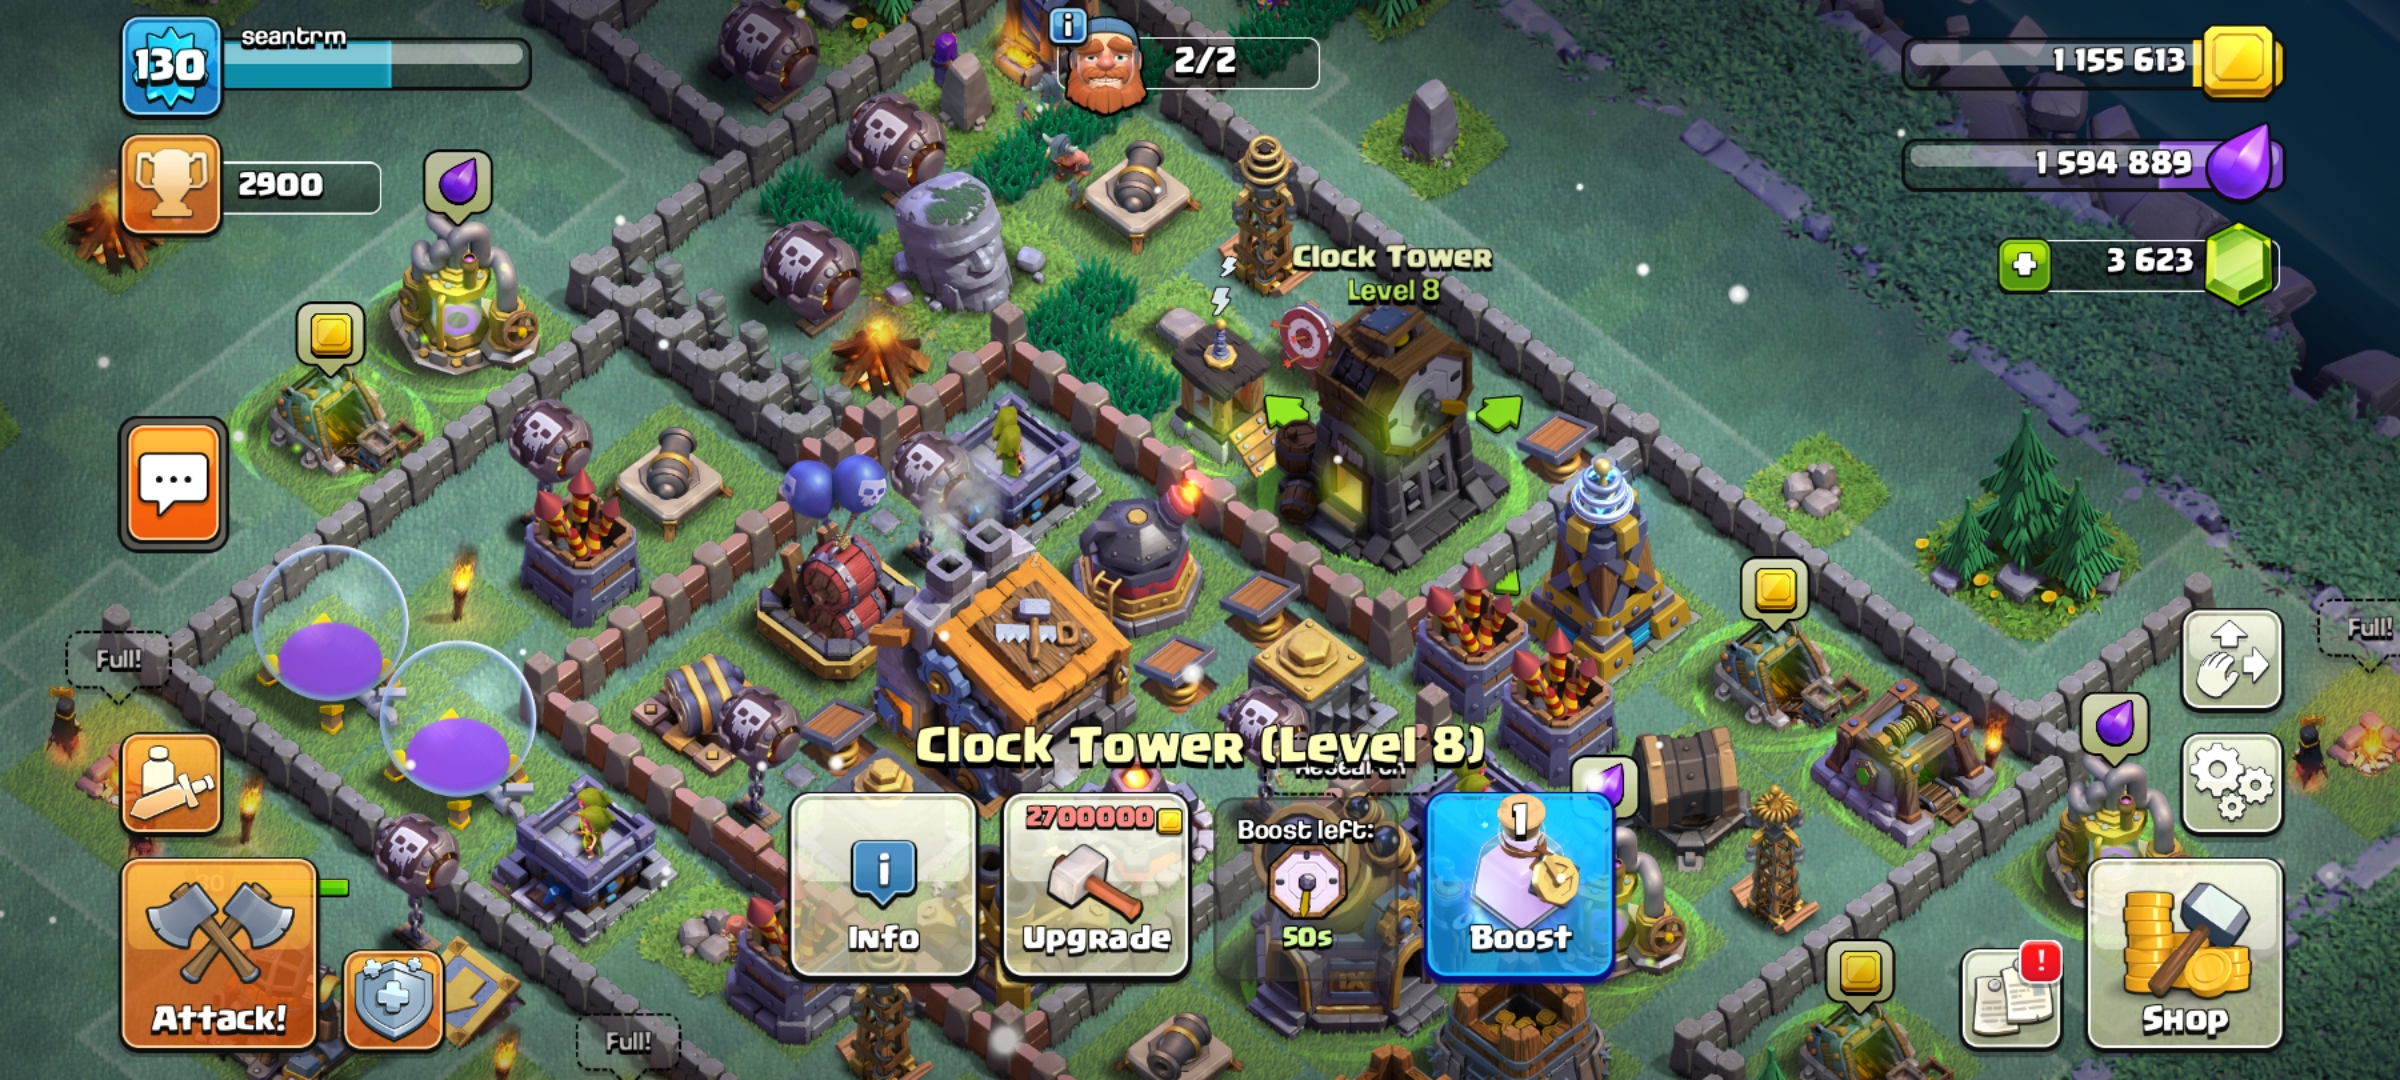 130
seantrm
2/2
1 155 613
2900
1 594 889
3 623
Clock Tower
Level 8
Full!
Full!
Clock Tower (Level 8)
Research
2700000
Boost left:
1
Info
Upgrade
50s
Boost
!
Attack!
Shop
Full!